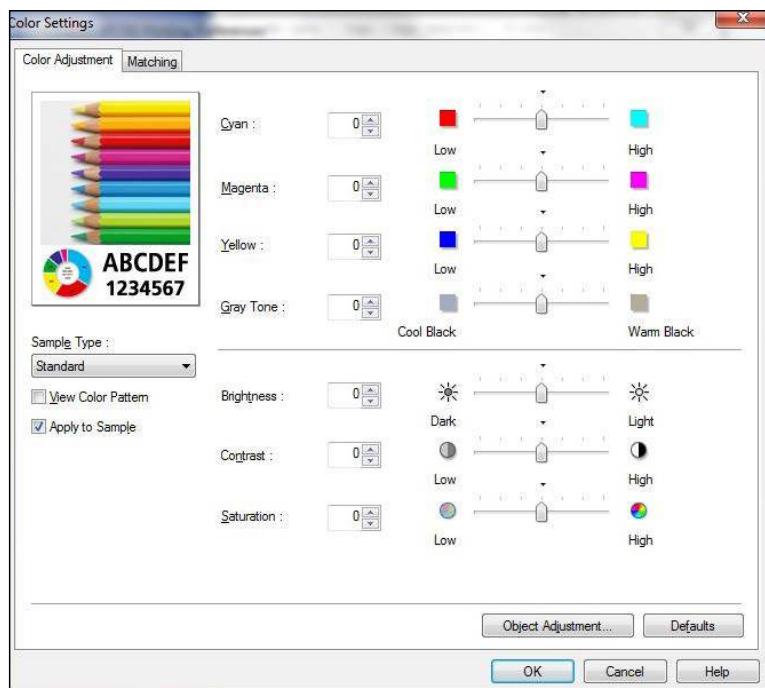 Color Settings
Color Adjustment
Matching
ABCDEF
1234567
Sample Type :
Standard
View Color Pattern
Apply to Sample
Cyan : 0
Low High
Magenta : 0
Low High
Yellow : 0
Low High
Gray Tone : 0
Cool Black Warm Black
Brightness : 0
Dark Light
Contrast : 0
Low High
Saturation : 0
Low High
Object Adjustment... Defaults
OK Cancel Help